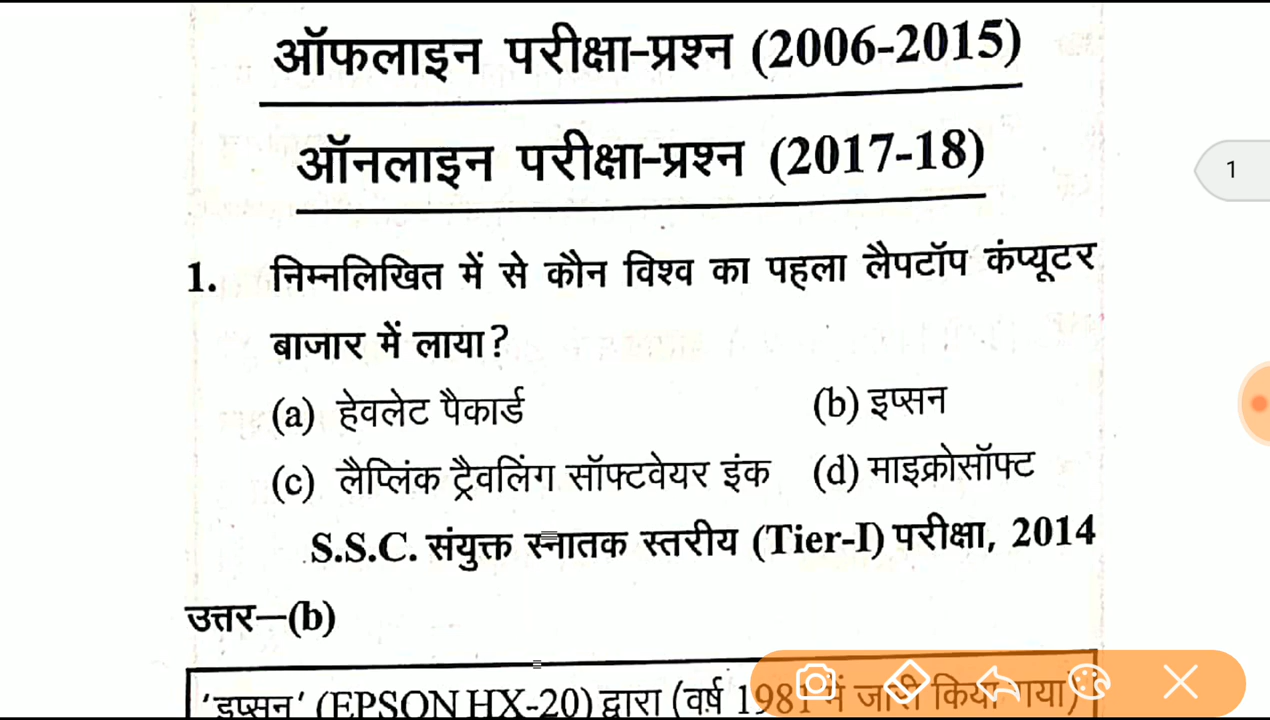 ऑफलाइन परीक्षा-प्रश्न (2006-2015)
ऑनलाइन परीक्षा-प्रश्न (2017-18)
1
1. निम्नलिखित में से कौन विश्व का पहला लैपटॉप कंप्यूटर
बाजार में लाया?
(a) हेवलेट पैकार्ड (b) इप्सन
(c) लैप्लिंक ट्रैवलिंग सॉफ्टवेयर इंक (d) माइक्रोसॉफ्ट
S.S.C. संयुक्त स्नातक स्तरीय (Tier-I) परीक्षा, 2014
उत्तर—(b)
'इप्सन' (EPSON HX-20) द्वारा (वर्ष 1981 में जारी किया गया)